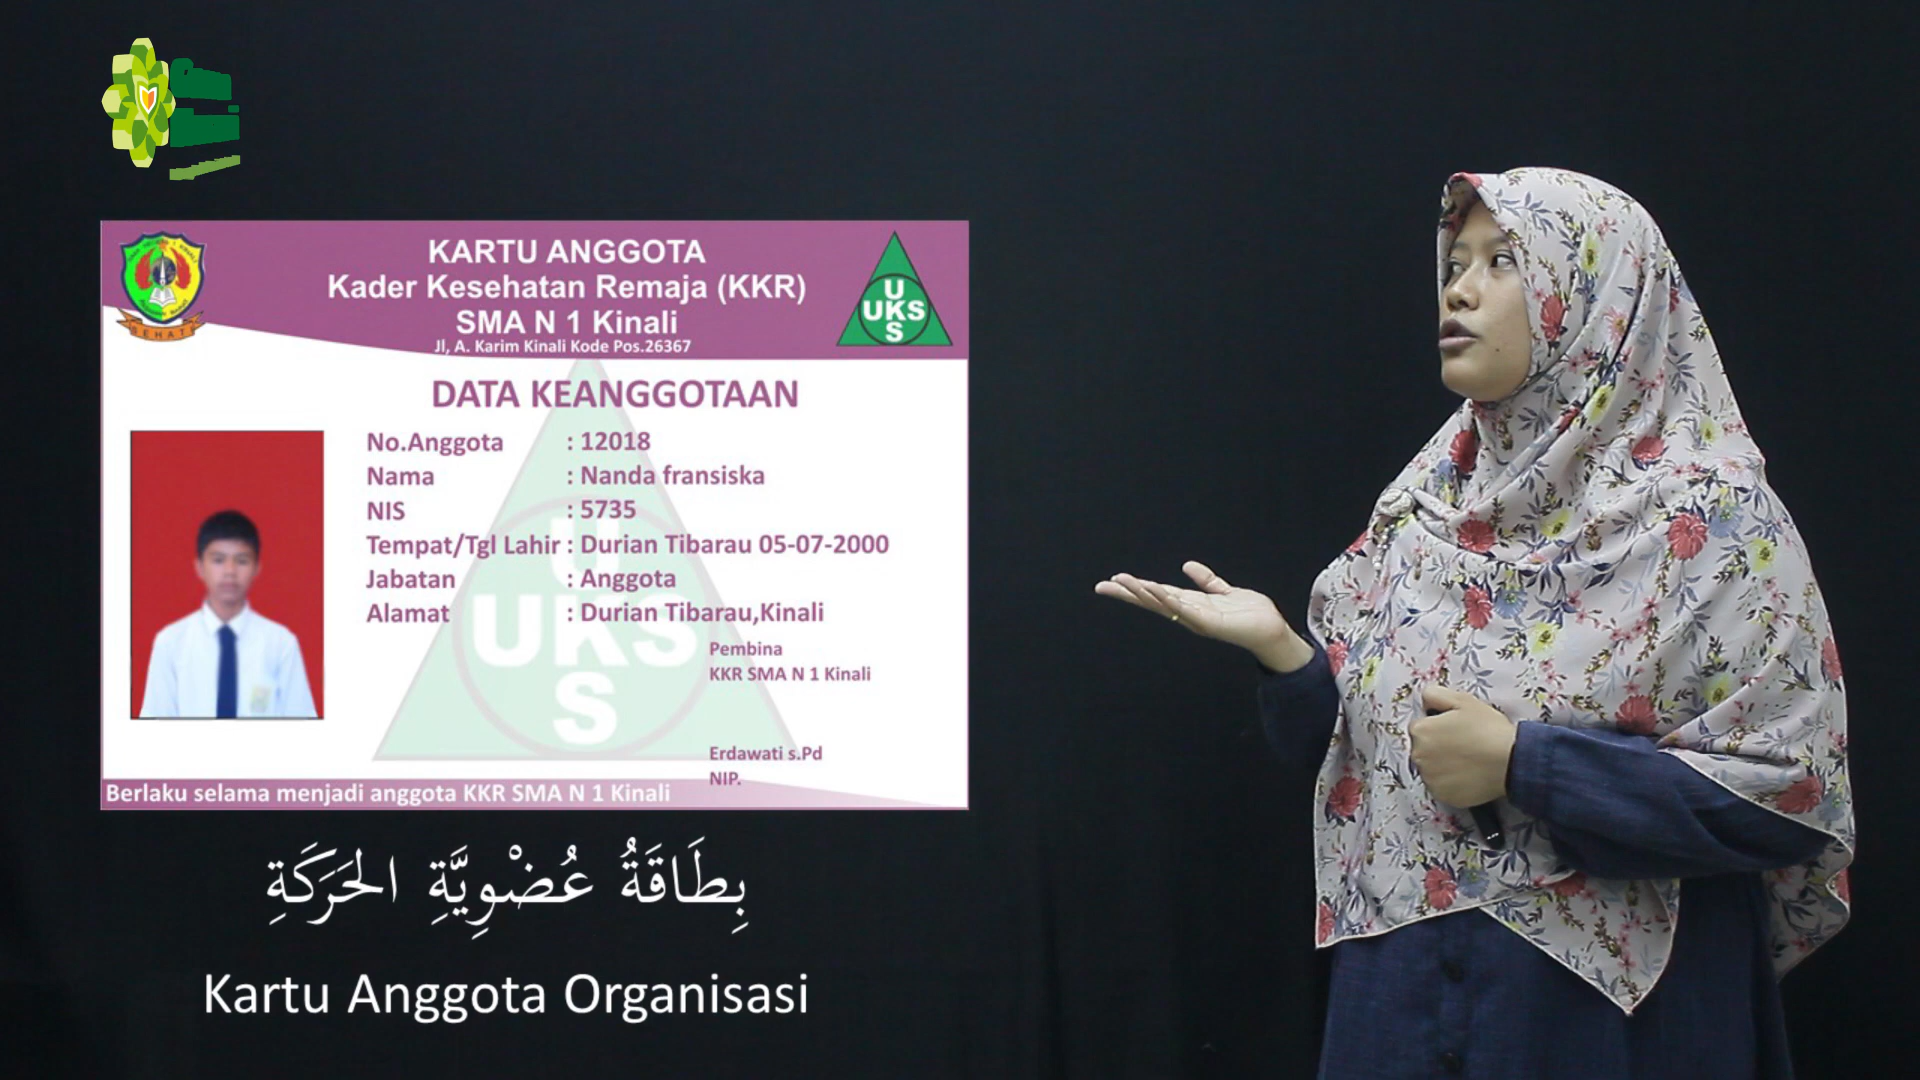 KARTU ANGGOTA
Kader Kesehatan Remaja (KKR)
SMA N 1 Kinali
Jl, A. Karim Kinali Kode Pos.26367
SEHATI
U
UKS
S
DATA KEANGGOTAAN
No.Anggota : 12018
Nama : Nanda fransiska
NIS : 5735
Tempat/Tgl Lahir : Durian Tibarau 05-07-2000
Jabatan : Anggota
Alamat : Durian Tibarau,Kinali
U
UKS
S
Pembina
KKR SMA N 1 Kinali
Erdawati s.Pd
NIP.
Berlaku selama menjadi anggota KKR SMA N 1 Kinali
بِطَاقَةُ عُضْوِيَّةِ الحَرَكَةِ
Kartu Anggota Organisasi